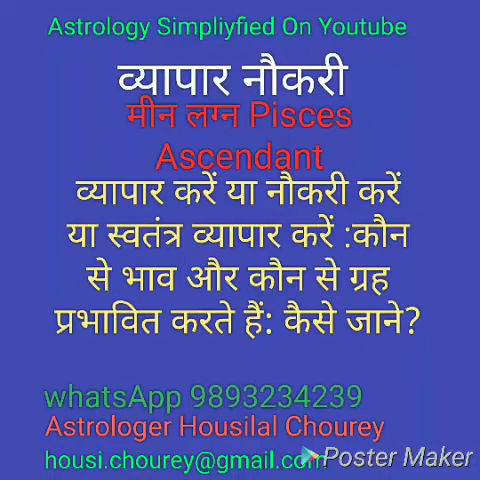 Astrology Simpliyfied On Youtube
व्यापार नौकरी
मीन लग्न Pisces
Ascendant
व्यापार करें या नौकरी करें
या स्वतंत्र व्यापार करें :कौन
से भाव और कौन से ग्रह
प्रभावित करते हैं: कैसे जाने?
whatsApp 9893234239
Astrologer Housilal Chourey
housi.chourey@gmail.com
Poster Maker